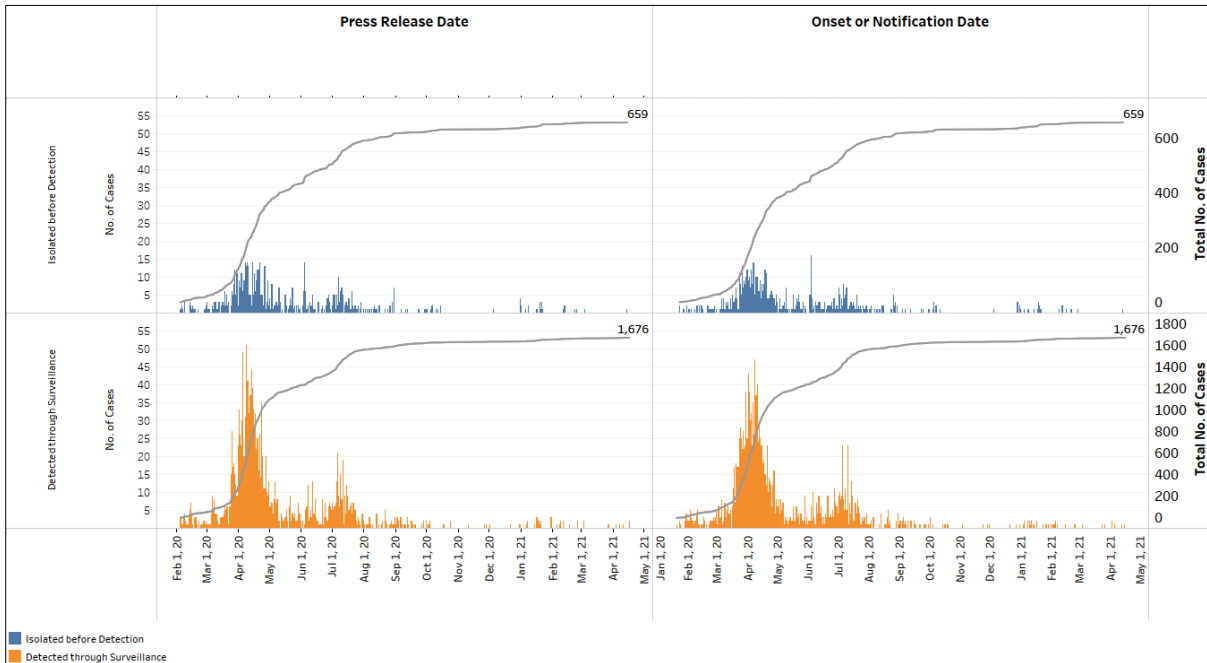 Press Release Date
Onset or Notification Date
Isolated before Detection
No. of Cases
55
50
45
40
35
30
25
20
15
10
5
659
659
600
400
200
0
Total No. of Cases
Detected through Surveillance
No. of Cases
55
50
45
40
35
30
25
20
15
10
5
1,676
1,676
1800
1600
1400
1200
1000
800
600
400
200
0
Total No. of Cases
Feb 1, 20
Mar 1, 20
Apr 1, 20
May 1, 20
Jun 1, 20
Jul 1, 20
Aug 1, 20
Sep 1, 20
Oct 1, 20
Nov 1, 20
Dec 1, 20
Jan 1, 21
Feb 1, 21
Mar 1, 21
Apr 1, 21
May 1, 21
Jan 01, 20
Feb 1, 20
Mar 1, 20
Apr 1, 20
May 1, 20
Jun 1, 20
Jul 1, 20
Aug 1, 20
Sep 1, 20
Oct 1, 20
Nov 1, 20
Dec 1, 20
Jan 1, 21
Feb 1, 21
Mar 1, 21
Apr 1, 21
May 1, 21
Isolated before Detection
Detected through Surveillance